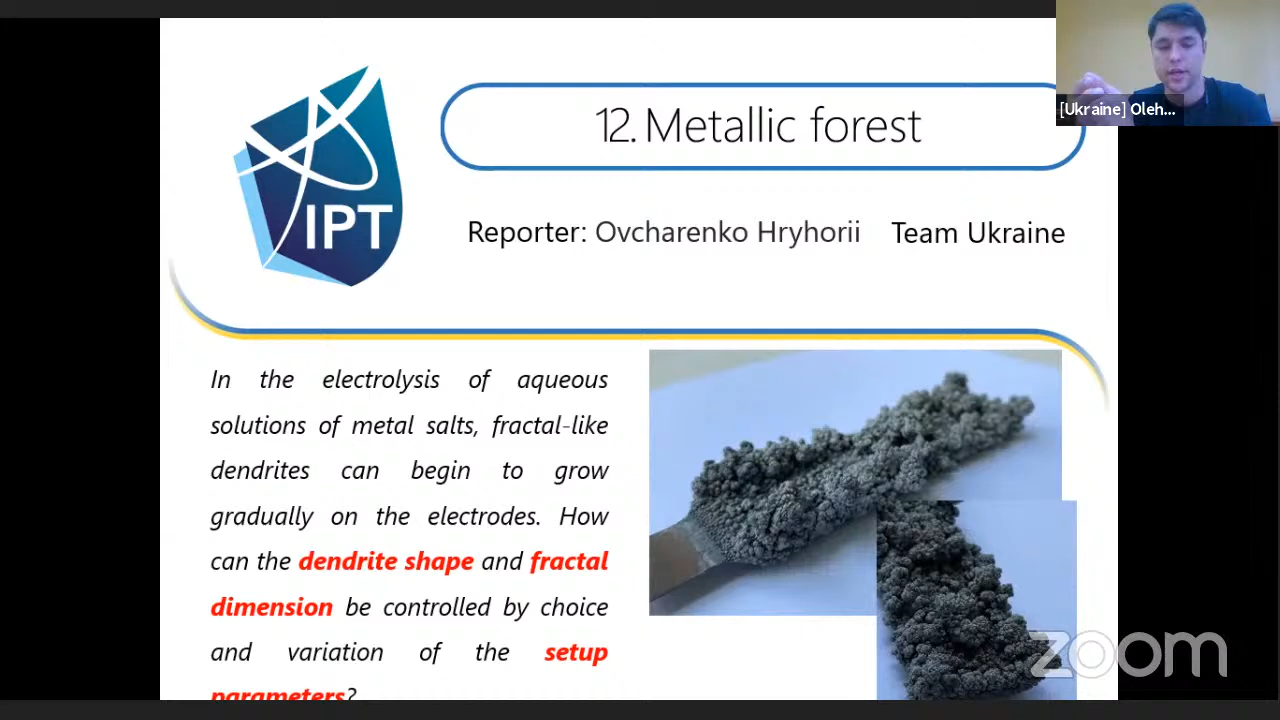 12. Metallic forest
[Ukraine] Oleh...
IPT
Reporter: Ovcharenko Hryhorii Team Ukraine
In the electrolysis of aqueous
solutions of metal salts, fractal-like
dendrites can begin to grow
gradually on the electrodes. How
can the dendrite shape and fractal
dimension be controlled by choice
and variation of the setup
parameters?
zoom